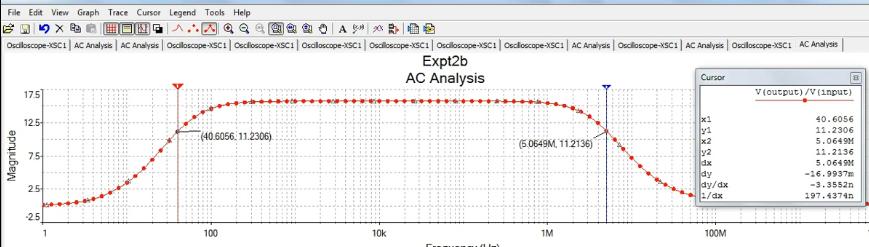 File Edit View Graph Trace Cursor Legend Tools Help
A
Oscilloscope-XSC1 AC Analysis AC Analysis Oscilloscope-XSC1 Oscilloscope-XSC1 Oscilloscope-XSC1 Oscilloscope-XSC1 AC Analysis Oscilloscope-XSC1 AC Analysis Oscilloscope-XSC1 AC Analysis
Expt2b
AC Analysis
Cursor
V(output)/V(input)
x1 40.6056
y1 11.2306
x2 5.0649M
y2 11.2136
dx 5.0649M
dy -16.9937m
dy/dx -3.3552n
1/dx 197.4374n
17.5
12.5
7.5
2.5
-2.5
Magnitude
(40.6056, 11.2306)
(5.0649M, 11.2136)
1 100 10k 1M 100M
Frequency (Hz)